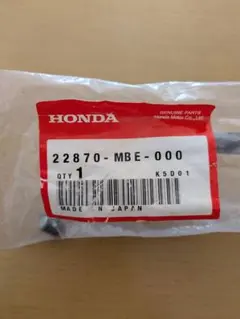 HONDA
GENUINE PARTS
HONDA MOTOR CO., LTD.
22870-MBE-000
QTY 1 K5D01
MADE IN JAPAN